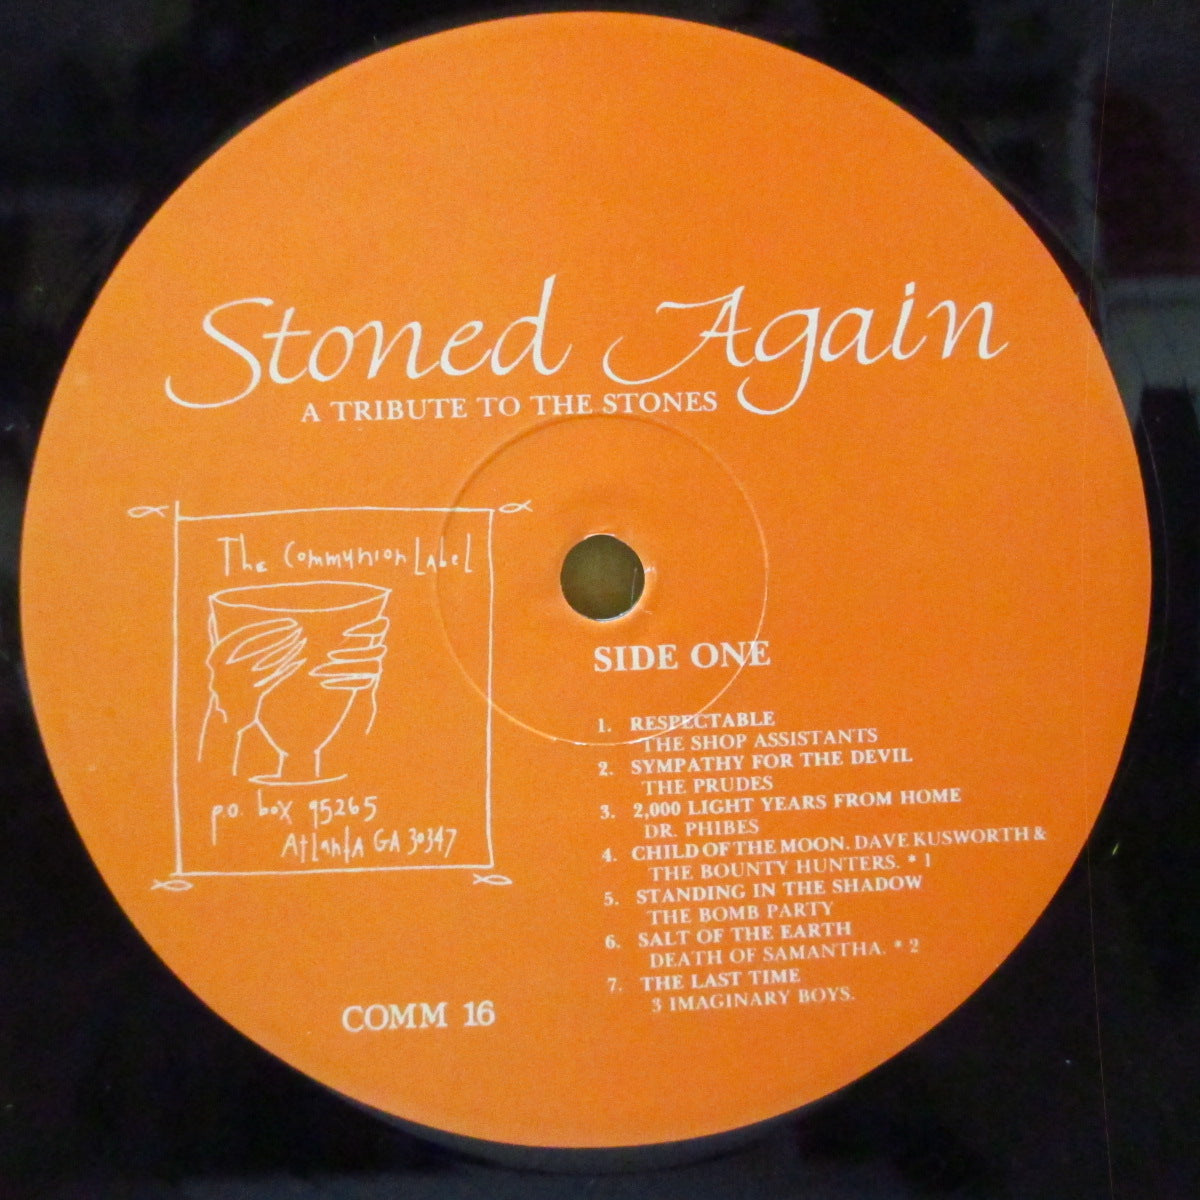 Stoned Again
A TRIBUTE TO THE STONES
The Communion Label
p.o. box 95265
Atlanta GA 30347
SIDE ONE
1. RESPECTABLE
THE SHOP ASSISTANTS
2. SYMPATHY FOR THE DEVIL
THE PRUDES
3. 2,000 LIGHT YEARS FROM HOME
DR. PHIBES
4. CHILD OF THE MOON. DAVE KUSWORTH &
THE BOUNTY HUNTERS. * 1
5. STANDING IN THE SHADOW
THE BOMB PARTY
6. SALT OF THE EARTH
DEATH OF SAMANTHA. * 2
7. THE LAST TIME
3 IMAGINARY BOYS.
COMM 16